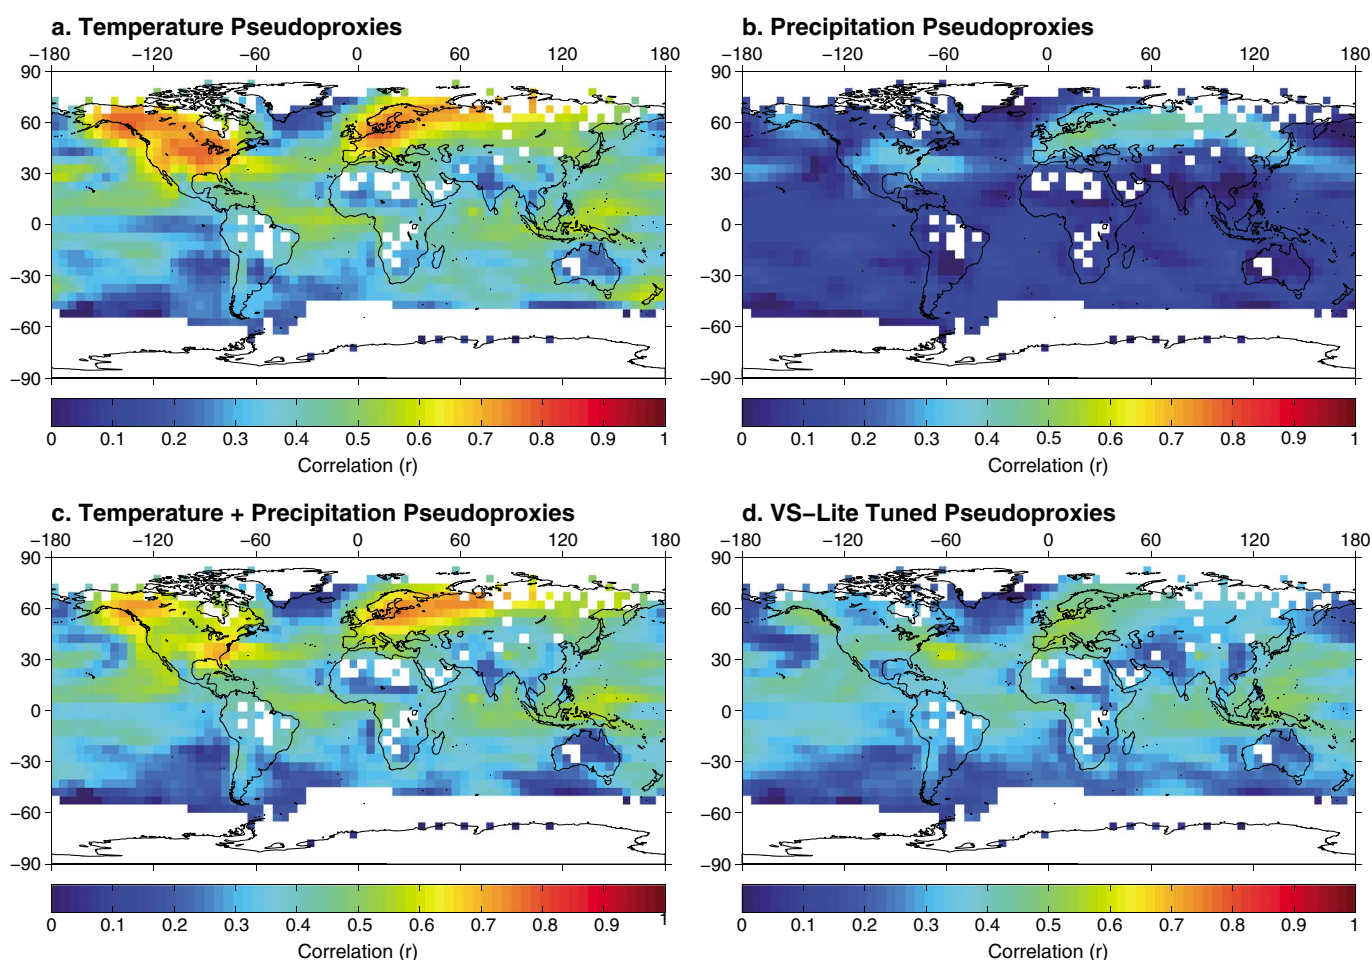 a. Temperature Pseudoproxies
b. Precipitation Pseudoproxies
−180 −120 −60 0 60 120 180
−180 −120 −60 0 60 120 180
90
60
30
0
−30
−60
−90
90
60
30
0
−30
−60
−90
0 0.1 0.2 0.3 0.4 0.5 0.6 0.7 0.8 0.9 1
0 0.1 0.2 0.3 0.4 0.5 0.6 0.7 0.8 0.9 1
Correlation (r)
Correlation (r)
c. Temperature + Precipitation Pseudoproxies
d. VS−Lite Tuned Pseudoproxies
−180 −120 −60 0 60 120 180
−180 −120 −60 0 60 120 180
90
60
30
0
−30
−60
−90
90
60
30
0
−30
−60
−90
0 0.1 0.2 0.3 0.4 0.5 0.6 0.7 0.8 0.9 1
0 0.1 0.2 0.3 0.4 0.5 0.6 0.7 0.8 0.9 1
Correlation (r)
Correlation (r)